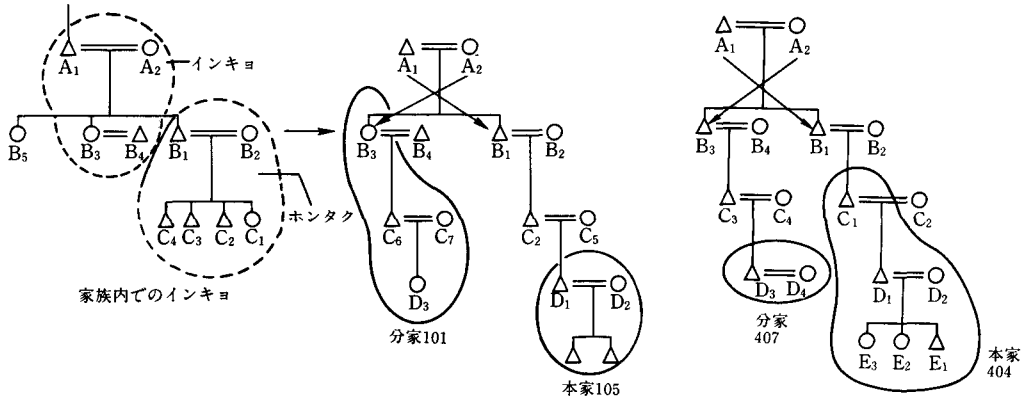 A₁ A₂ インキョ
B₅ B₃ B₄ B₁ B₂
C₄ C₃ C₂ C₁
ホンタク
家族内でのインキョ
A₁ A₂
B₃ B₄ B₁ B₂
C₆ C₇ C₂ C₅
D₃ D₁ D₂
分家101
本家105
A₁ A₂
B₃ B₄ B₁ B₂
C₃ C₄ C₁ C₂
D₃ D₄ D₁ D₂
分家
407
E₃ E₂ E₁
本家
404